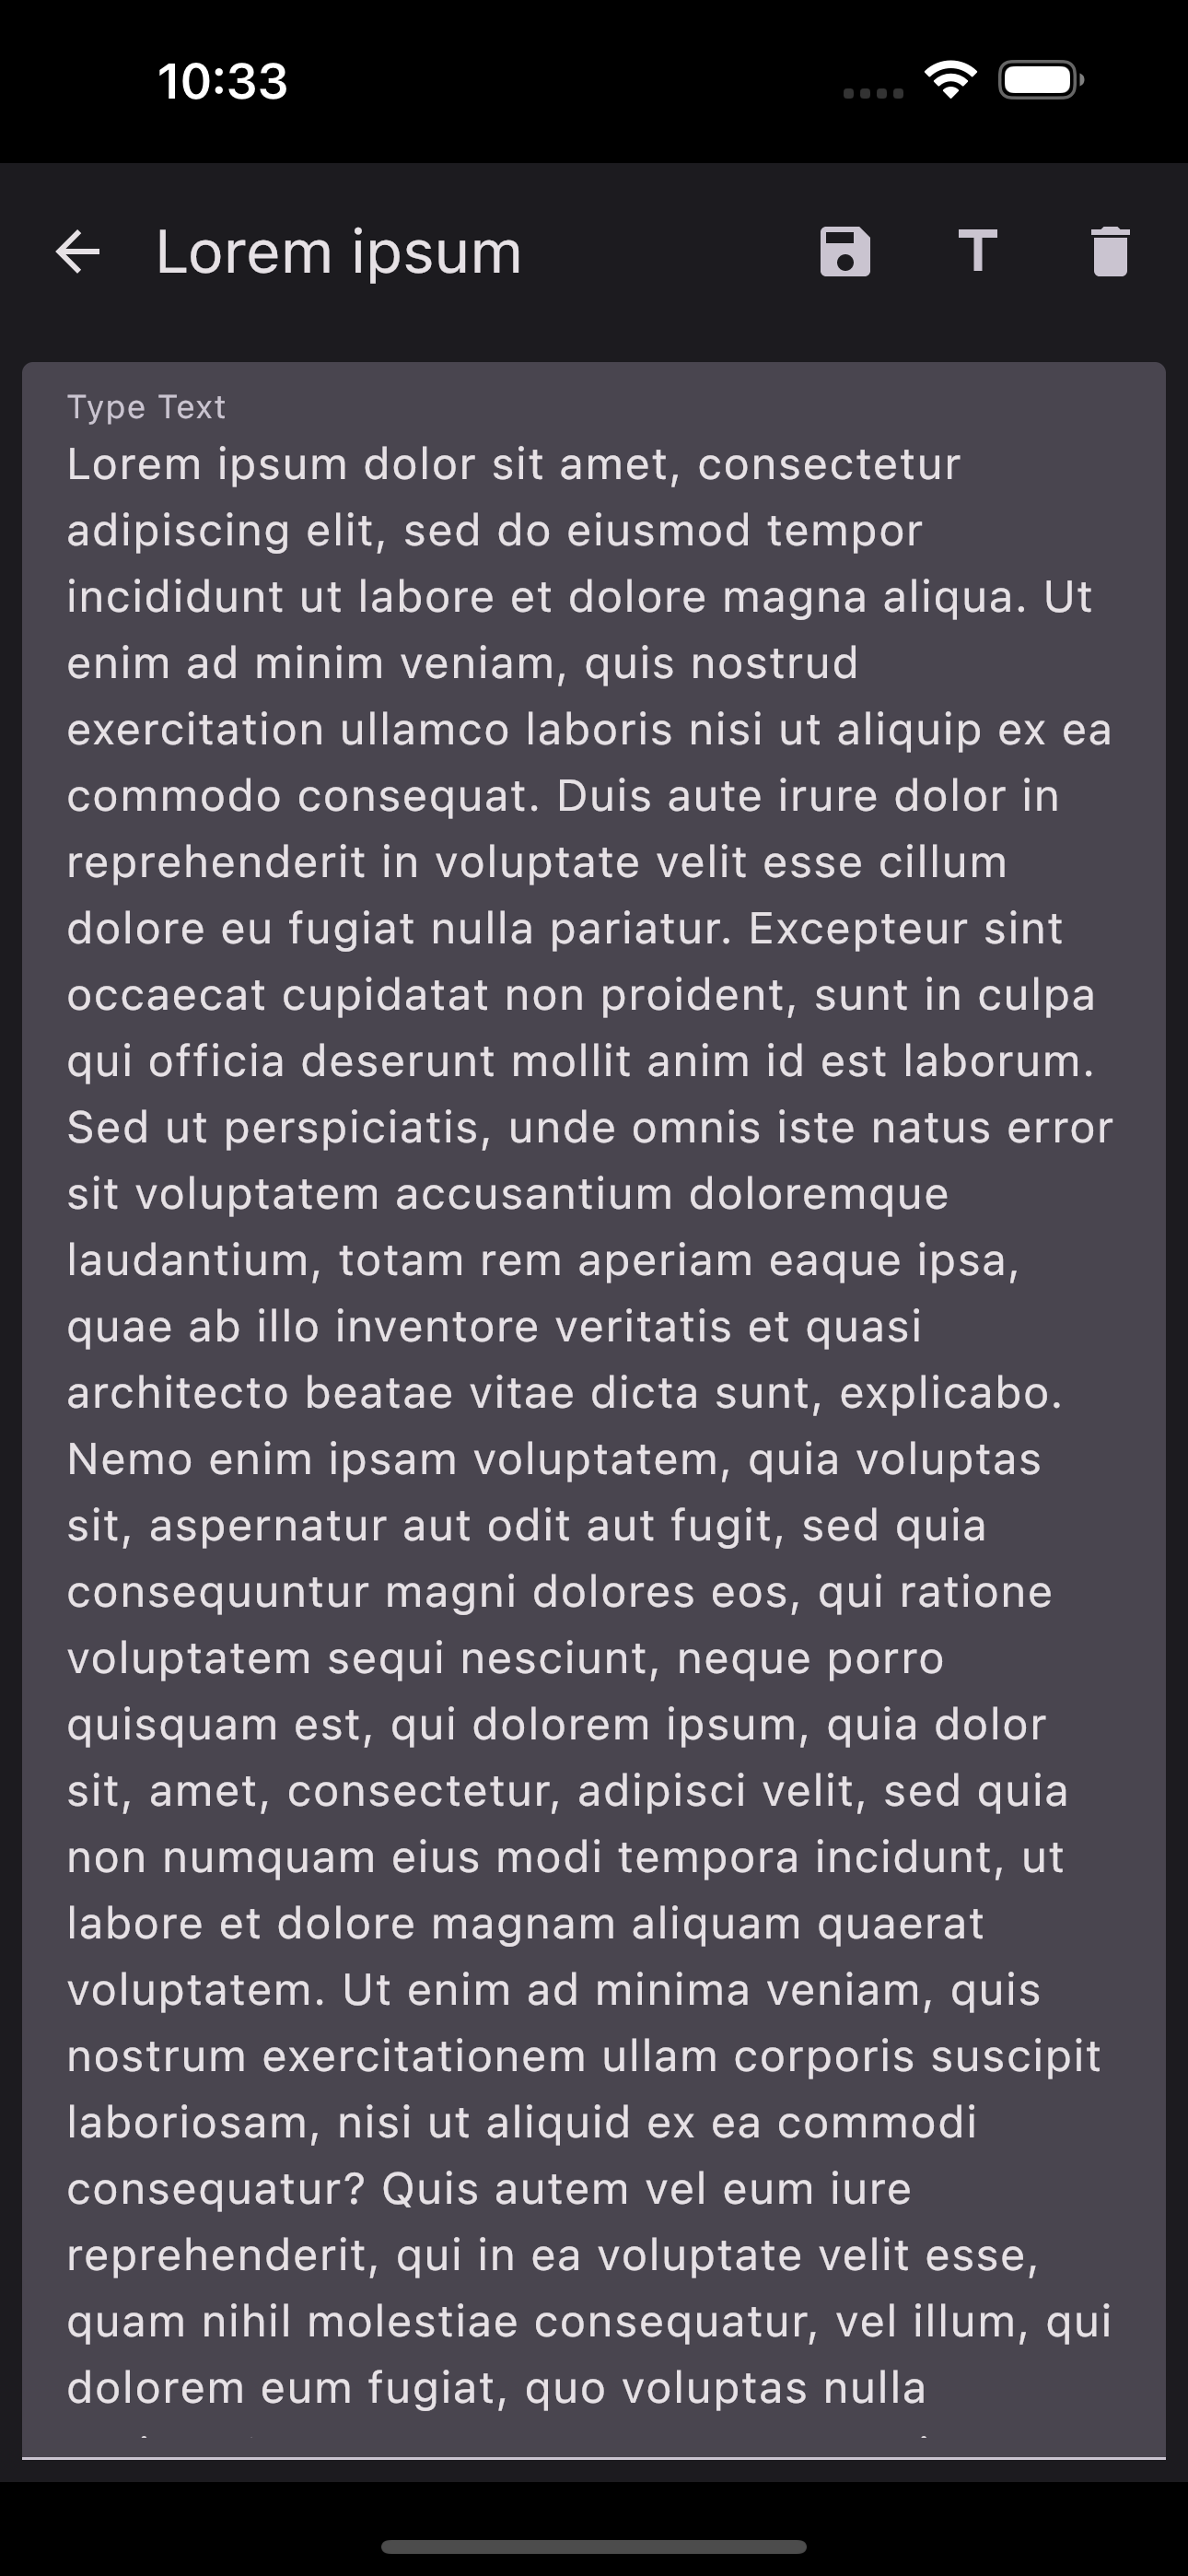 10:33
Lorem ipsum
Type Text
Lorem ipsum dolor sit amet, consectetur
adipiscing elit, sed do eiusmod tempor
incididunt ut labore et dolore magna aliqua. Ut
enim ad minim veniam, quis nostrud
exercitation ullamco laboris nisi ut aliquip ex ea
commodo consequat. Duis aute irure dolor in
reprehenderit in voluptate velit esse cillum
dolore eu fugiat nulla pariatur. Excepteur sint
occaecat cupidatat non proident, sunt in culpa
qui officia deserunt mollit anim id est laborum.
Sed ut perspiciatis, unde omnis iste natus error
sit voluptatem accusantium doloremque
laudantium, totam rem aperiam eaque ipsa,
quae ab illo inventore veritatis et quasi
architecto beatae vitae dicta sunt, explicabo.
Nemo enim ipsam voluptatem, quia voluptas
sit, aspernatur aut odit aut fugit, sed quia
consequuntur magni dolores eos, qui ratione
voluptatem sequi nesciunt, neque porro
quisquam est, qui dolorem ipsum, quia dolor
sit, amet, consectetur, adipisci velit, sed quia
non numquam eius modi tempora incidunt, ut
labore et dolore magnam aliquam quaerat
voluptatem. Ut enim ad minima veniam, quis
nostrum exercitationem ullam corporis suscipit
laboriosam, nisi ut aliquid ex ea commodi
consequatur? Quis autem vel eum iure
reprehenderit, qui in ea voluptate velit esse,
quam nihil molestiae consequatur, vel illum, qui
dolorem eum fugiat, quo voluptas nulla